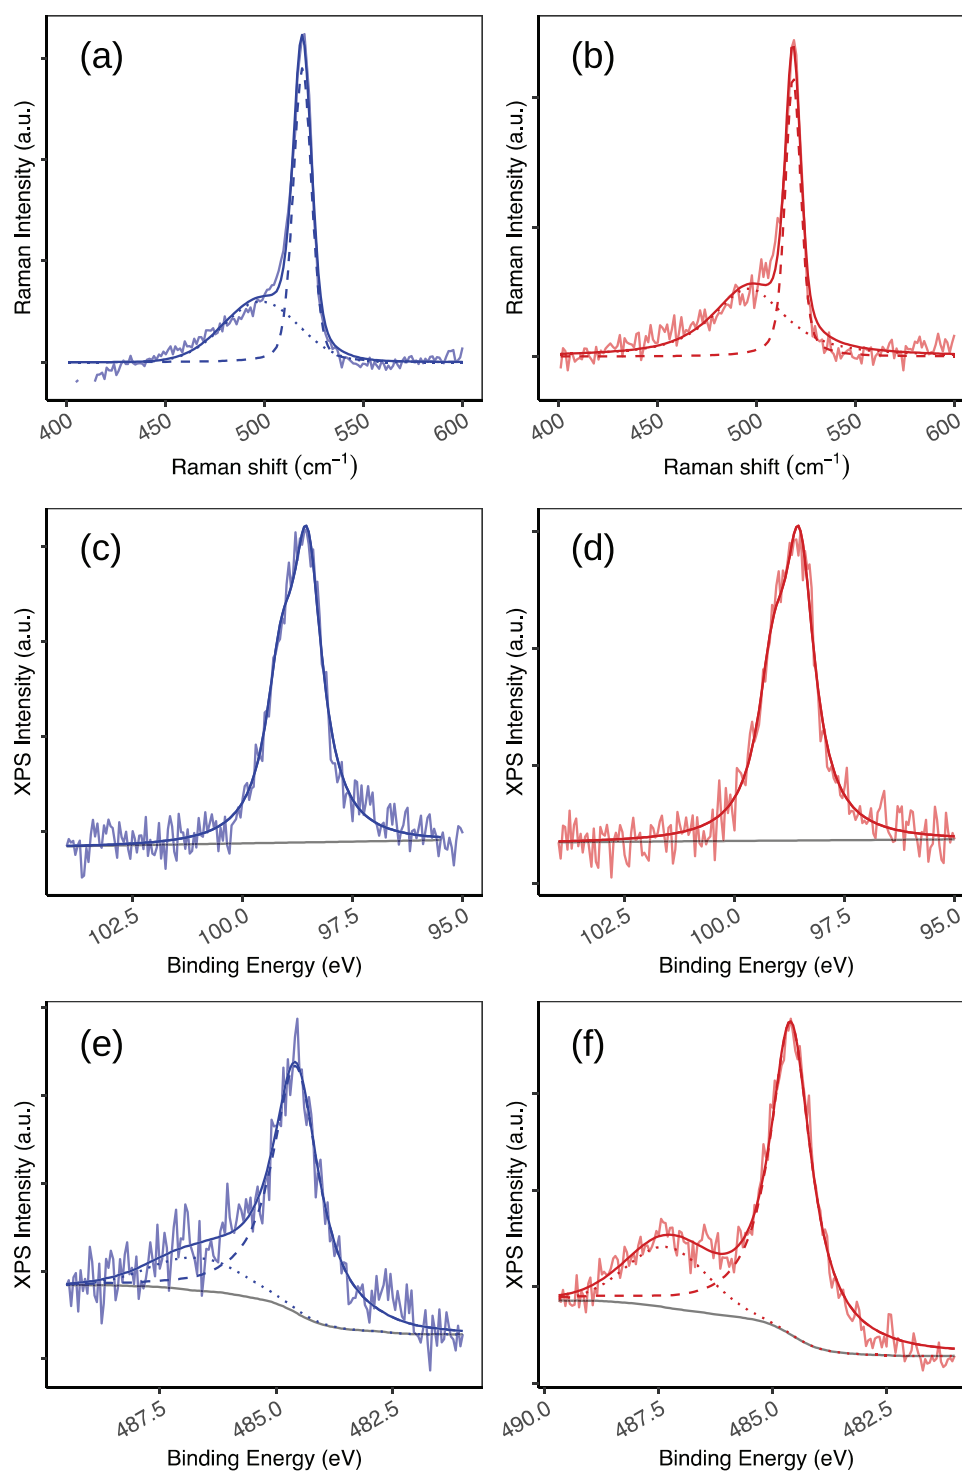 (a)
Raman Intensity (a.u.)
400 450 500 550 600
Raman shift (cm⁻¹)
(b)
Raman Intensity (a.u.)
400 450 500 550 600
Raman shift (cm⁻¹)
(c)
XPS Intensity (a.u.)
102.5 100.0 97.5 95.0
Binding Energy (eV)
(d)
XPS Intensity (a.u.)
102.5 100.0 97.5 95.0
Binding Energy (eV)
(e)
XPS Intensity (a.u.)
487.5 485.0 482.5
Binding Energy (eV)
(f)
XPS Intensity (a.u.)
490.0 487.5 485.0 482.5
Binding Energy (eV)